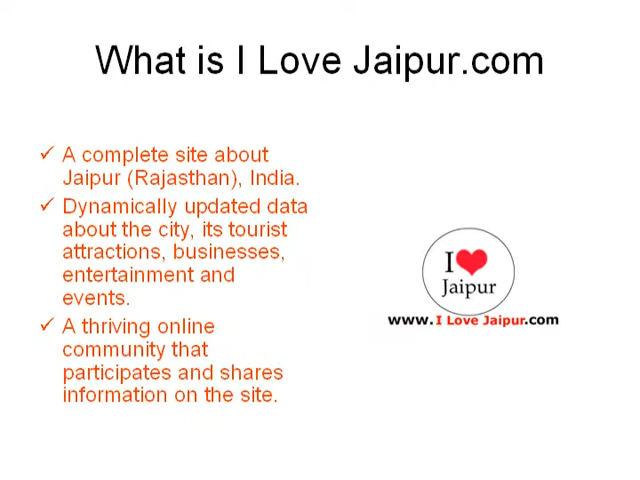 What is I Love Jaipur.com
A complete site about
Jaipur (Rajasthan), India.
Dynamically updated data
about the city, its tourist
attractions, businesses,
entertainment and
events.
A thriving online
community that
participates and shares
information on the site.
I
Jaipur
www.I Love Jaipur.com